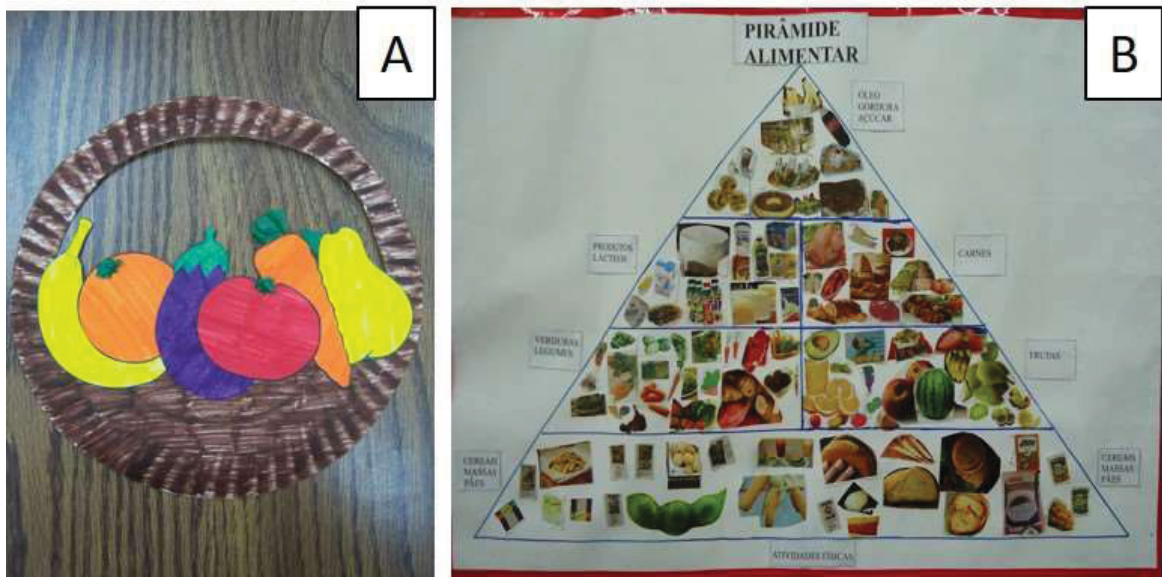 A
B
PIRÂMIDE
ALIMENTAR
ÓLEO
GORDURA
AÇÚCAR
PRODUTOS
LÁCTEOS
CARNES
VERDURAS
LEGUMES
FRUTAS
CEREAIS
MASSAS
PÃES
CEREAIS
MASSAS
PÃES
ATIVIDADES FÍSICAS